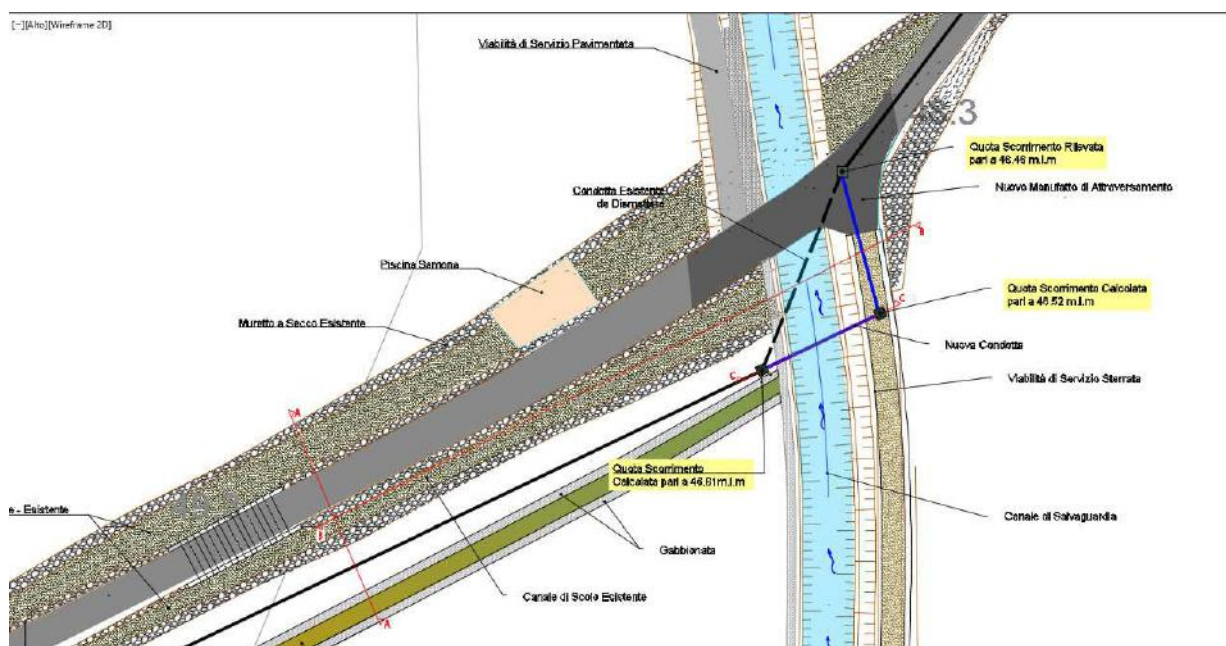 [-][Alto][Wireframe 2D]
Viabilità di Servizio Pavimentata
Quota Scorrimento Rilevata
pari a 46.46 m.l.m
Nuovo Manufatto di Attraversamento
Condotta Esistente
da Dismettere
B
Piscina Samona
Quota Scorrimento Calcolata
pari a 46.52 m.l.m
C
Muretto a Secco Esistente
Nuova Condotta
C
Viabilità di Servizio Sterrata
A
Quota Scorrimento
Calcolata pari a 46.61m.l.m
e - Esistente
B
Canale di Salvaguardia
Gabbionata
Canale di Scolo Esistente
A